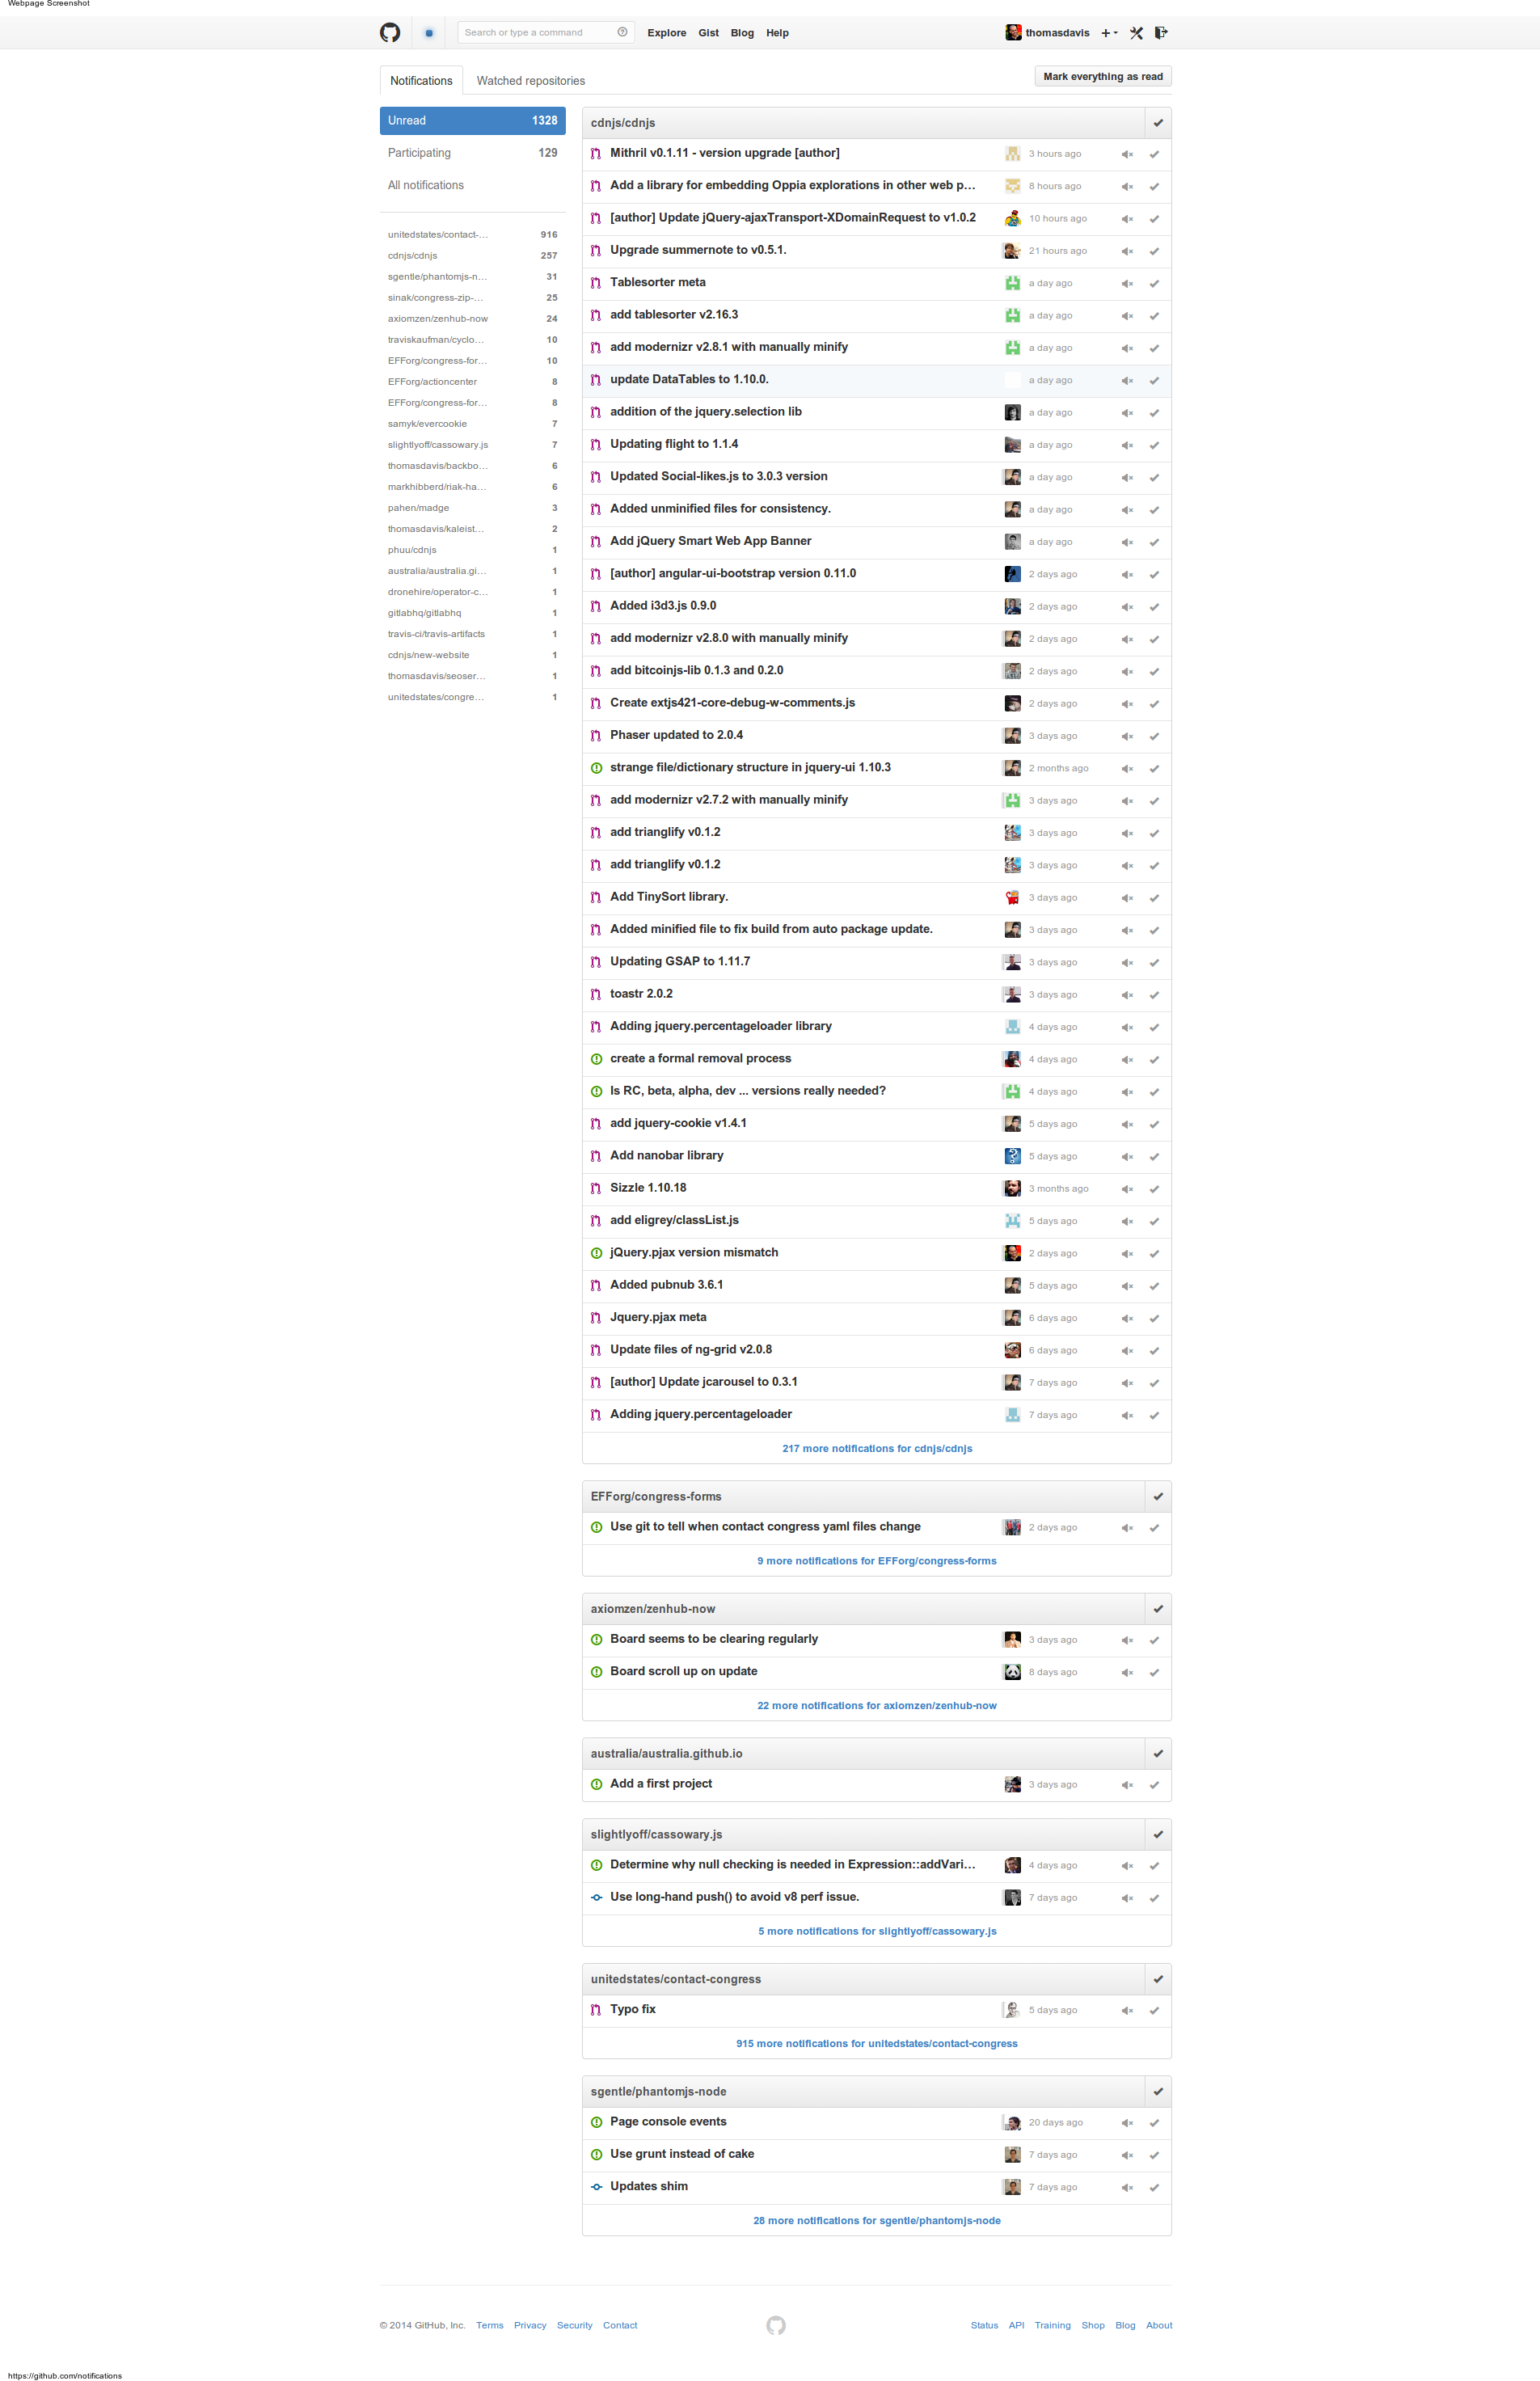 Webpage Screenshot
Search or type a command
Explore Gist Blog Help
thomasdavis
Notifications Watched repositories
Mark everything as read
Unread 1328
Participating 129
All notifications
unitedstates/contact-... 916
cdnjs/cdnjs 257
sgentle/phantomjs-n... 31
sinak/congress-zip-... 25
axiomzen/zenhub-now 24
traviskaufman/cyclo... 10
EFForg/congress-for... 10
EFForg/actioncenter 8
EFForg/congress-for... 8
samyk/evercookie 7
slightlyoff/cassowary.js 7
thomasdavis/backbo... 6
markhibberd/riak-ha... 6
pahen/madge 3
thomasdavis/kaleist... 2
phuu/cdnjs 1
australia/australia.gi... 1
dronehire/operator-c... 1
gitlabhq/gitlabhq 1
travis-ci/travis-artifacts 1
cdnjs/new-website 1
thomasdavis/seoser... 1
unitedstates/congre... 1
cdnjs/cdnjs
Mithril v0.1.11 - version upgrade [author] 3 hours ago
Add a library for embedding Oppia explorations in other web p... 8 hours ago
[author] Update jQuery-ajaxTransport-XDomainRequest to v1.0.2 10 hours ago
Upgrade summernote to v0.5.1. 21 hours ago
Tablesorter meta a day ago
add tablesorter v2.16.3 a day ago
add modernizr v2.8.1 with manually minify a day ago
update DataTables to 1.10.0. a day ago
addition of the jquery.selection lib a day ago
Updating flight to 1.1.4 a day ago
Updated Social-likes.js to 3.0.3 version a day ago
Added unminified files for consistency. a day ago
Add jQuery Smart Web App Banner a day ago
[author] angular-ui-bootstrap version 0.11.0 2 days ago
Added i3d3.js 0.9.0 2 days ago
add modernizr v2.8.0 with manually minify 2 days ago
add bitcoinjs-lib 0.1.3 and 0.2.0 2 days ago
Create extjs421-core-debug-w-comments.js 2 days ago
Phaser updated to 2.0.4 3 days ago
strange file/dictionary structure in jquery-ui 1.10.3 2 months ago
add modernizr v2.7.2 with manually minify 3 days ago
add trianglify v0.1.2 3 days ago
add trianglify v0.1.2 3 days ago
Add TinySort library. 3 days ago
Added minified file to fix build from auto package update. 3 days ago
Updating GSAP to 1.11.7 3 days ago
toastr 2.0.2 3 days ago
Adding jquery.percentageloader library 4 days ago
create a formal removal process 4 days ago
Is RC, beta, alpha, dev ... versions really needed? 4 days ago
add jquery-cookie v1.4.1 5 days ago
Add nanobar library 5 days ago
Sizzle 1.10.18 3 months ago
add eligrey/classList.js 5 days ago
jQuery.pjax version mismatch 2 days ago
Added pubnub 3.6.1 5 days ago
Jquery.pjax meta 6 days ago
Update files of ng-grid v2.0.8 6 days ago
[author] Update jcarousel to 0.3.1 7 days ago
Adding jquery.percentageloader 7 days ago
217 more notifications for cdnjs/cdnjs
EFForg/congress-forms
Use git to tell when contact congress yaml files change 2 days ago
9 more notifications for EFForg/congress-forms
axiomzen/zenhub-now
Board seems to be clearing regularly 3 days ago
Board scroll up on update 8 days ago
22 more notifications for axiomzen/zenhub-now
australia/australia.github.io
Add a first project 3 days ago
slightlyoff/cassowary.js
Determine why null checking is needed in Expression::addVari... 4 days ago
Use long-hand push() to avoid v8 perf issue. 7 days ago
5 more notifications for slightlyoff/cassowary.js
unitedstates/contact-congress
Typo fix 5 days ago
915 more notifications for unitedstates/contact-congress
sgentle/phantomjs-node
Page console events 20 days ago
Use grunt instead of cake 7 days ago
Updates shim 7 days ago
28 more notifications for sgentle/phantomjs-node
© 2014 GitHub, Inc. Terms Privacy Security Contact
Status API Training Shop Blog About
https://github.com/notifications